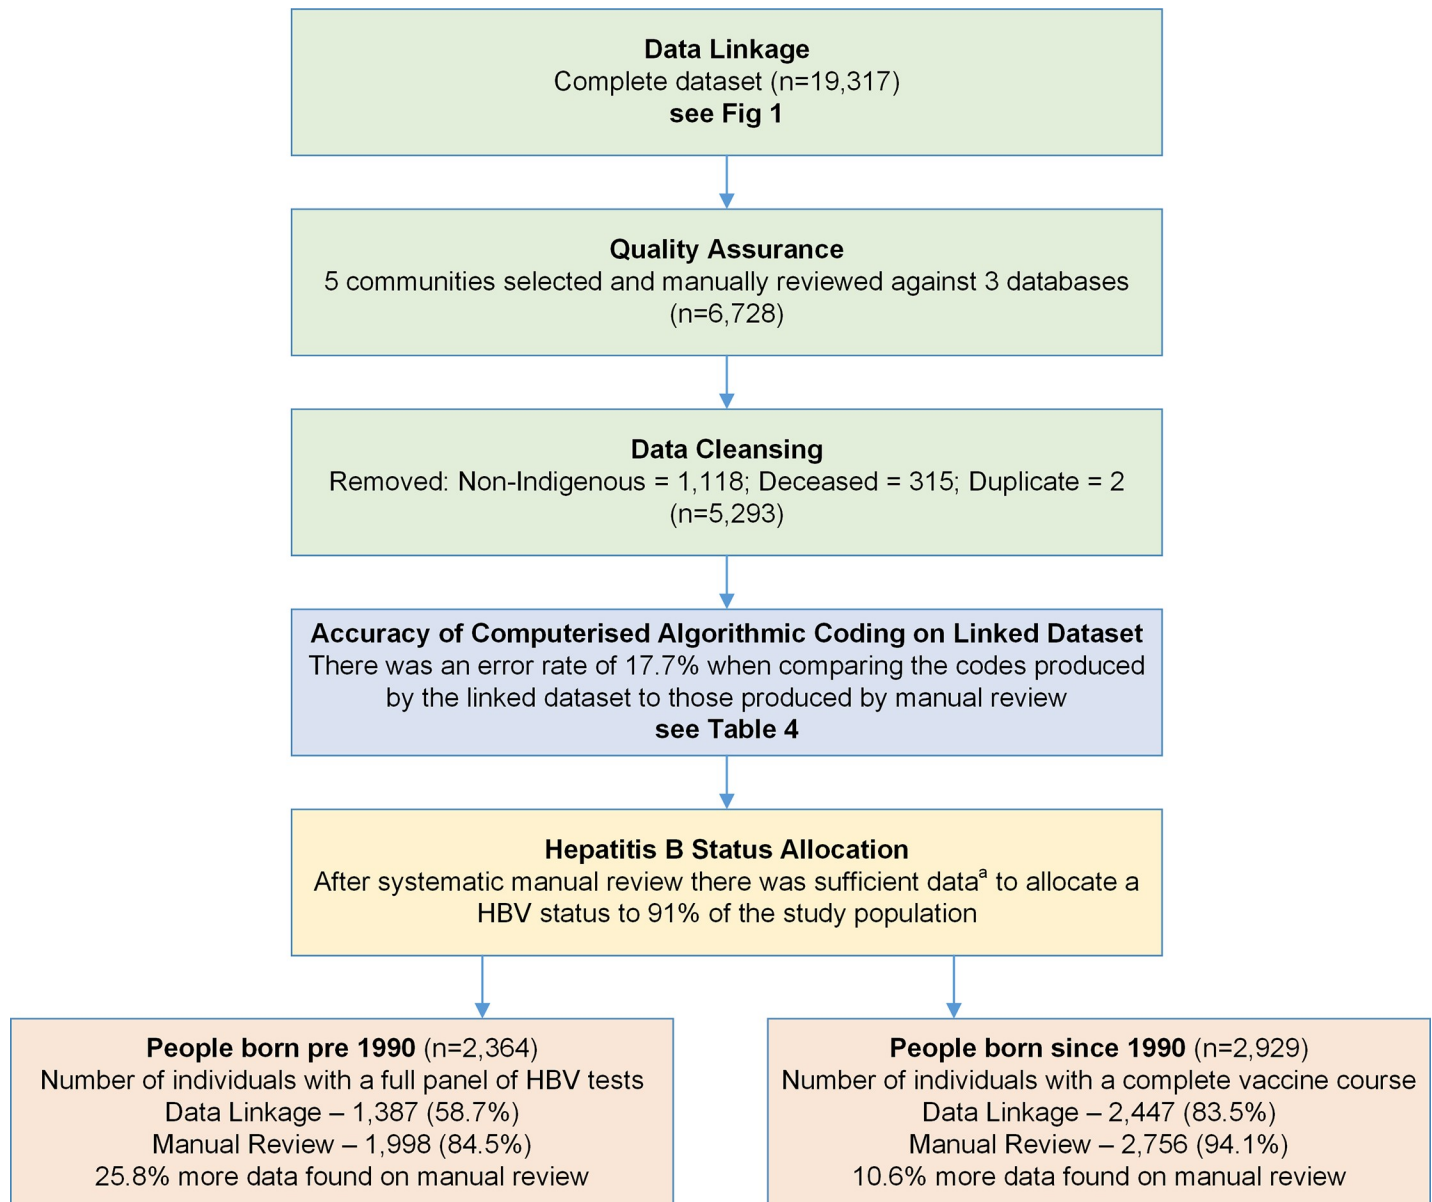 Data Linkage
Complete dataset (n=19,317)
see Fig 1
Quality Assurance
5 communities selected and manually reviewed against 3 databases
(n=6,728)
Data Cleansing
Removed: Non-Indigenous = 1,118; Deceased = 315; Duplicate = 2
(n=5,293)
Accuracy of Computerised Algorithmic Coding on Linked Dataset
There was an error rate of 17.7% when comparing the codes produced
by the linked dataset to those produced by manual review
see Table 4
Hepatitis B Status Allocation
After systematic manual review there was sufficient dataᵃ to allocate a
HBV status to 91% of the study population
People born pre 1990 (n=2,364)
Number of individuals with a full panel of HBV tests
Data Linkage – 1,387 (58.7%)
Manual Review – 1,998 (84.5%)
25.8% more data found on manual review
People born since 1990 (n=2,929)
Number of individuals with a complete vaccine course
Data Linkage – 2,447 (83.5%)
Manual Review – 2,756 (94.1%)
10.6% more data found on manual review